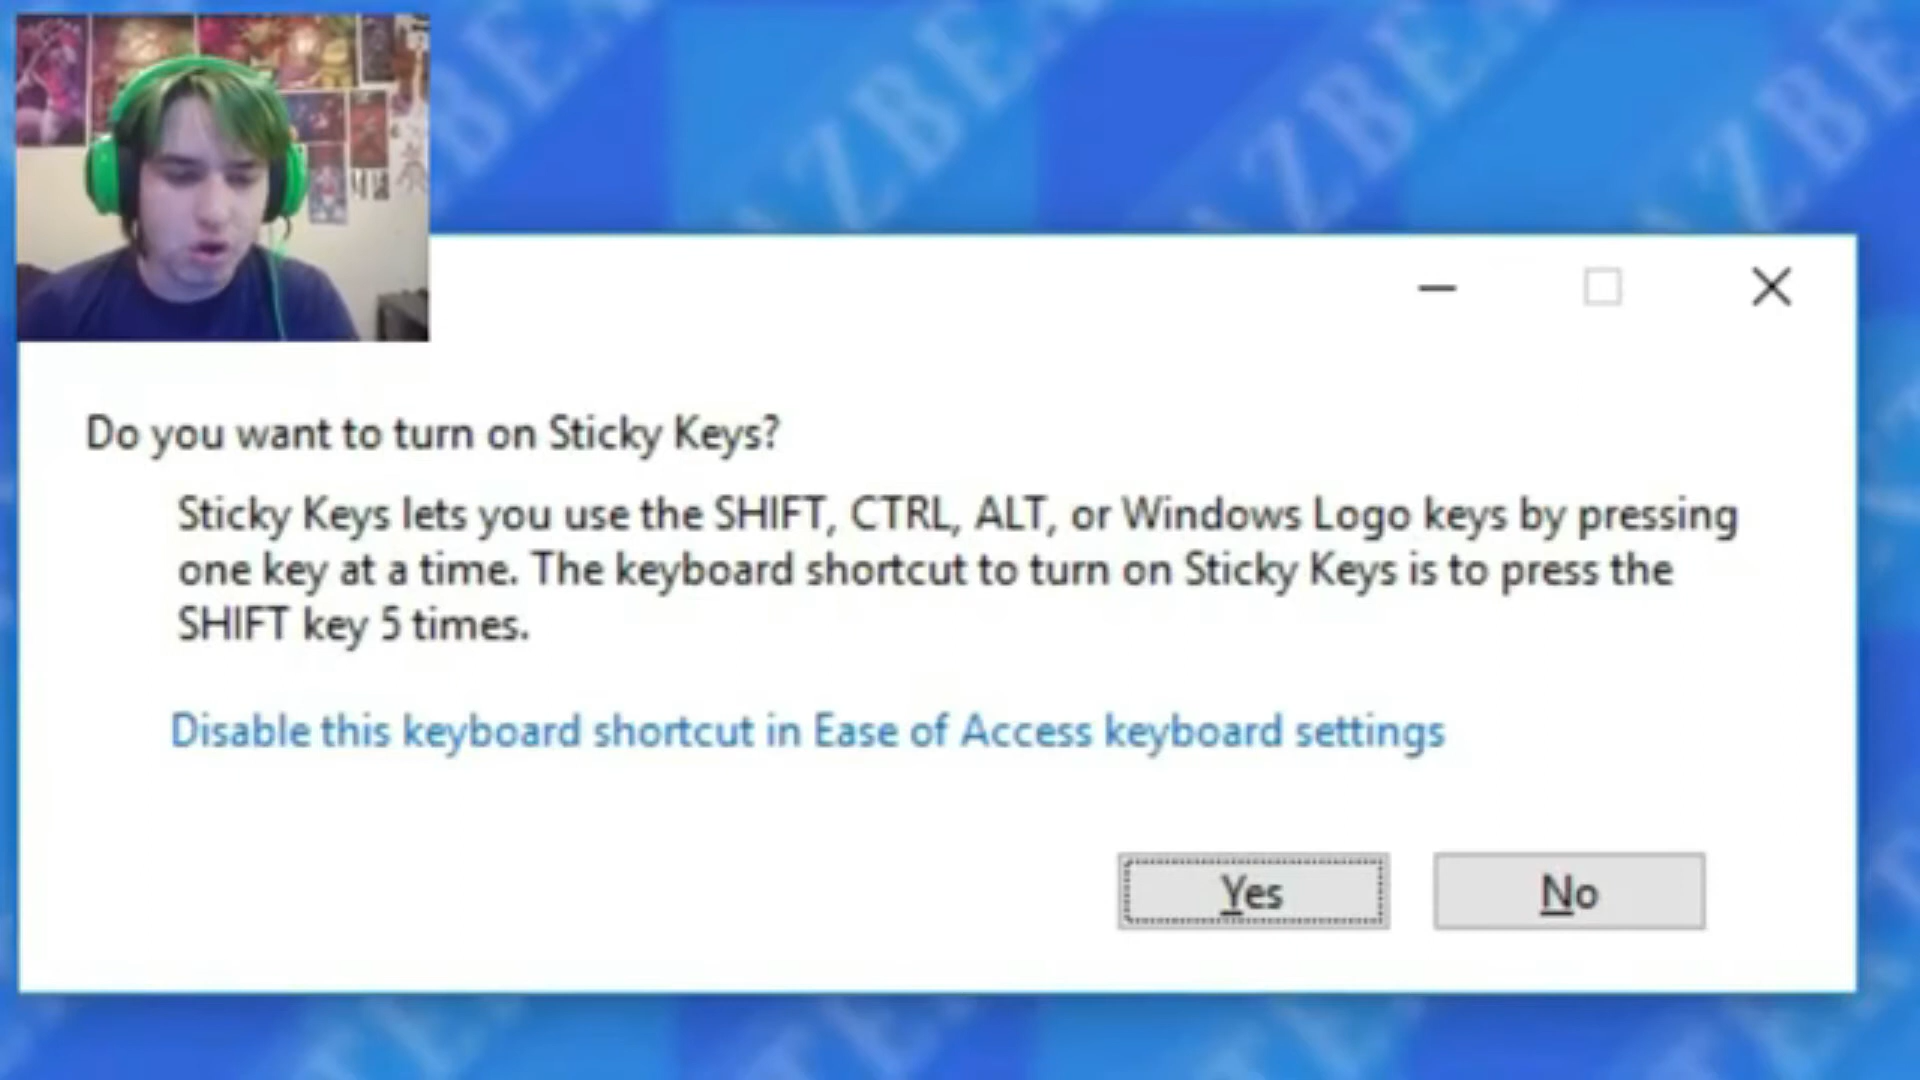 Do you want to turn on Sticky Keys?
Sticky Keys lets you use the SHIFT, CTRL, ALT, or Windows Logo keys by pressing
one key at a time. The keyboard shortcut to turn on Sticky Keys is to press the
SHIFT key 5 times.
Disable this keyboard shortcut in Ease of Access keyboard settings
Yes
No